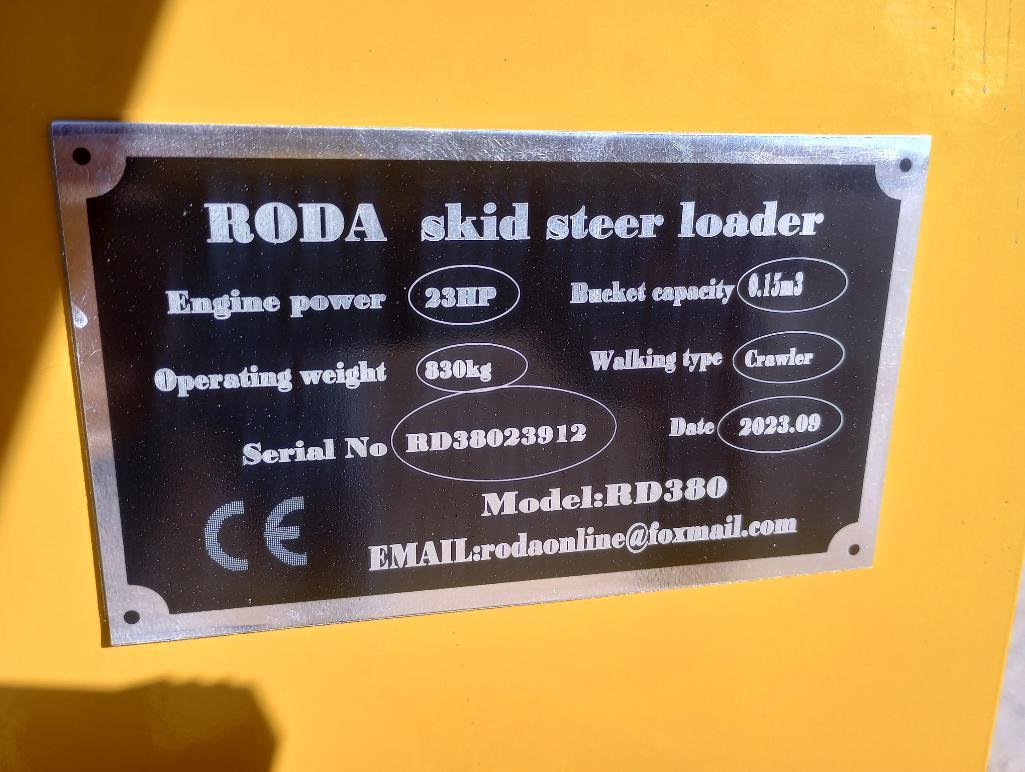 RODA skid steer loader
Engine power 23HP Bucket capacity 0.15m3
Operating weight 830kg Walking type Crawler
Serial No RD38023912 Date 2023.09
Model:RD380
CE EMAIL:rodaonline@foxmail.com